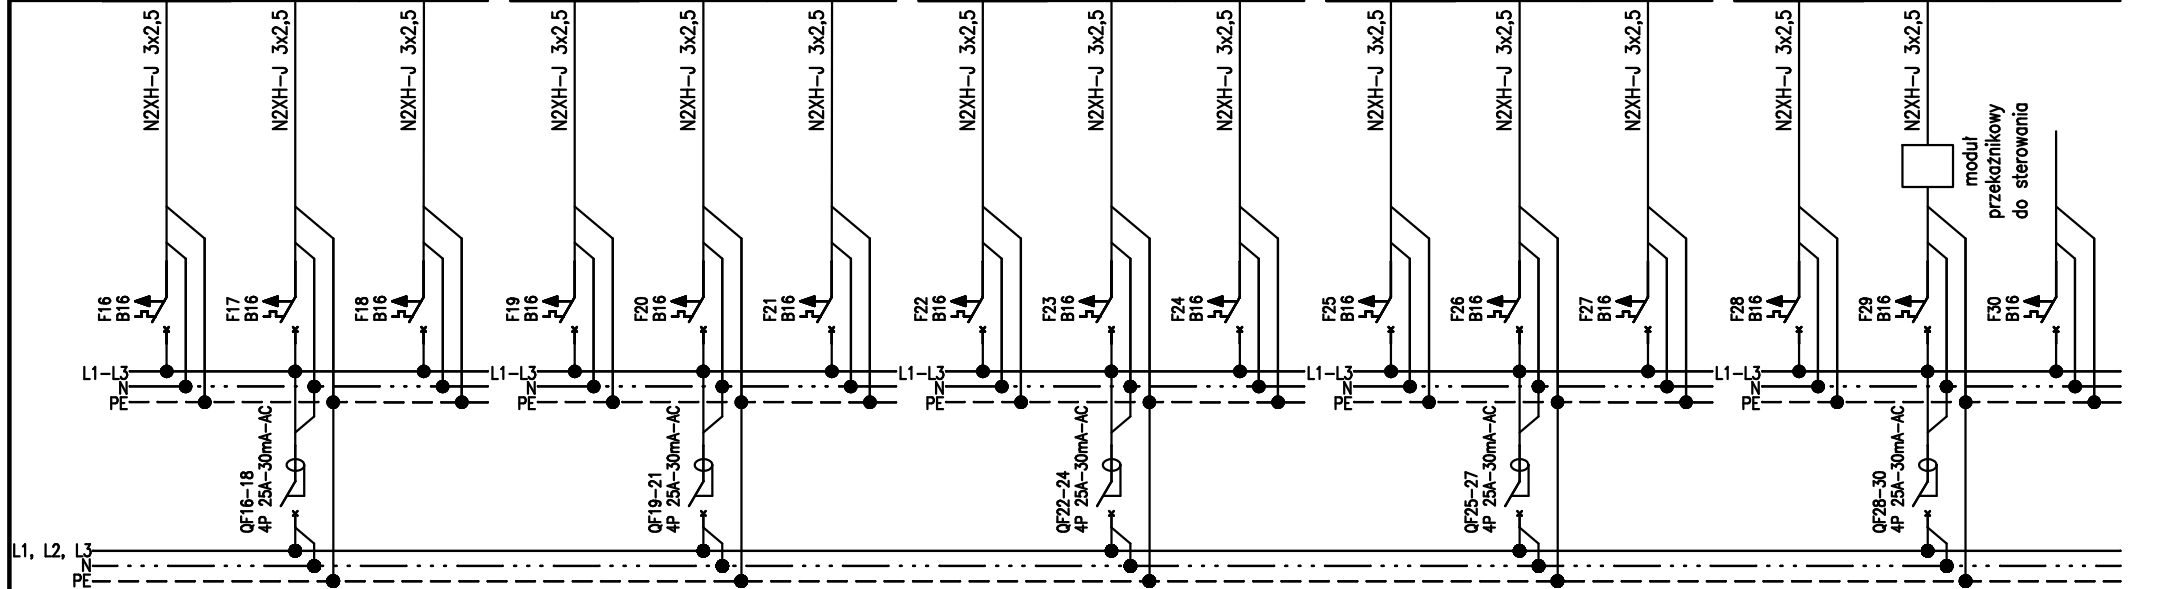 N2XH-J 3x2,5
N2XH-J 3x2,5
N2XH-J 3x2,5
N2XH-J 3x2,5
N2XH-J 3x2,5
N2XH-J 3x2,5
N2XH-J 3x2,5
N2XH-J 3x2,5
N2XH-J 3x2,5
N2XH-J 3x2,5
N2XH-J 3x2,5
N2XH-J 3x2,5
N2XH-J 3x2,5
N2XH-J 3x2,5
moduł
przekaźnikowy
do sterowania
F16
B16
F17
B16
F18
B16
F19
B16
F20
B16
F21
B16
F22
B16
F23
B16
F24
B16
F25
B16
F26
B16
F27
B16
F28
B16
F29
B16
F30
B16
L1-L3
N
PE
L1-L3
N
PE
L1-L3
N
PE
L1-L3
N
PE
L1-L3
N
PE
QF16-18
4P 25A-30mA-AC
QF19-21
4P 25A-30mA-AC
QF22-24
4P 25A-30mA-AC
QF25-27
4P 25A-30mA-AC
QF28-30
4P 25A-30mA-AC
L1, L2, L3
N
PE